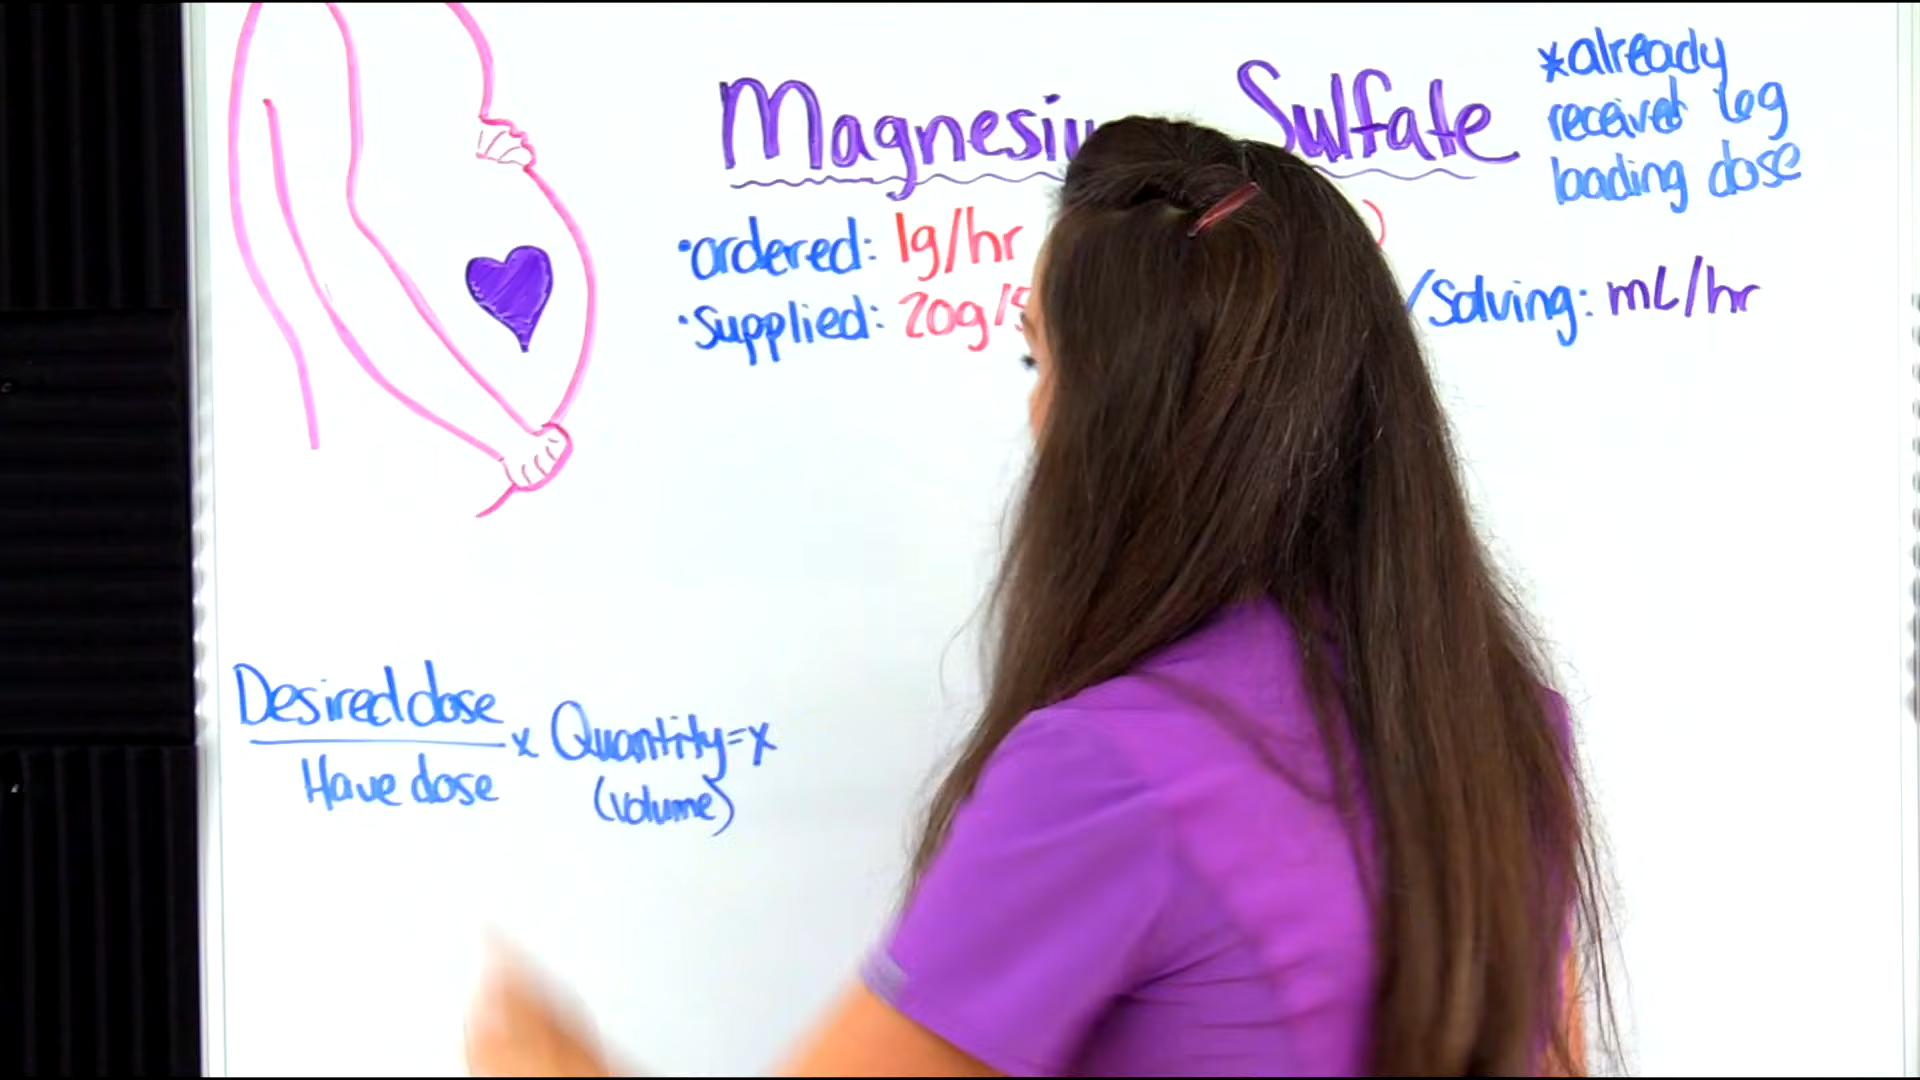 Sulfate
*already
received 6g
loading dose
•ordered: 1g/hr
•Supplied: 20g/5
/Solving: mL/hr
Desired dose
Have dose
x Quantity=x
(volume)